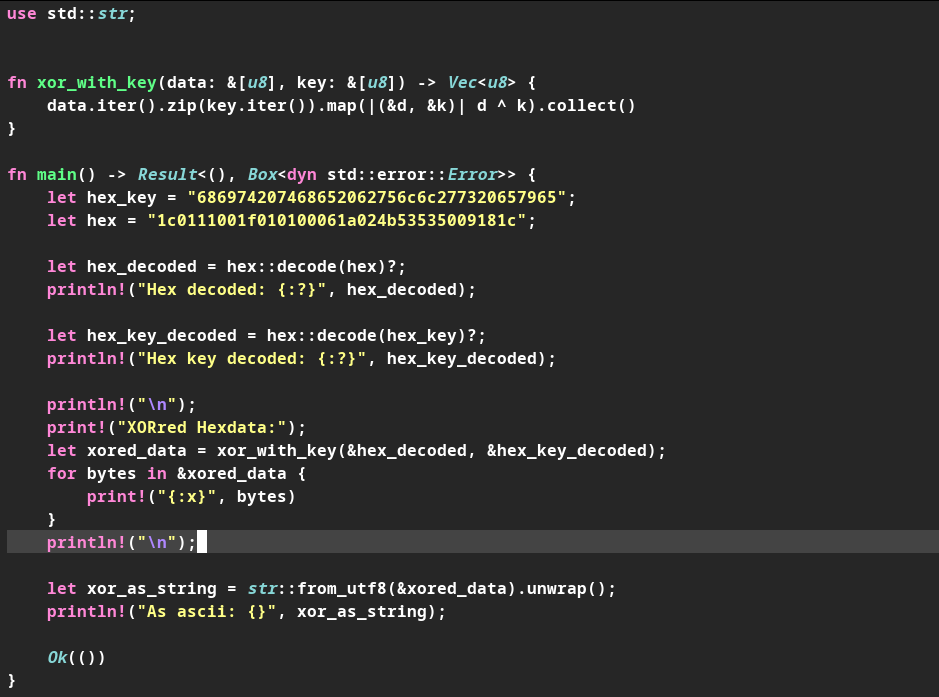 use std::str;
fn xor_with_key(data: &[u8], key: &[u8]) -> Vec<u8> {
    data.iter().zip(key.iter()).map(|(&d, &k)| d ^ k).collect()
}
fn main() -> Result<(), Box<dyn std::error::Error>> {
    let hex_key = "686974207468652062756c6c277320657965";
    let hex = "1c0111001f010100061a024b53535009181c";
    let hex_decoded = hex::decode(hex)?;
    println!("Hex decoded: {:?}", hex_decoded);
    let hex_key_decoded = hex::decode(hex_key)?;
    println!("Hex key decoded: {:?}", hex_key_decoded);
    println!("\n");
    print!("XORred Hexdata:");
    let xored_data = xor_with_key(&hex_decoded, &hex_key_decoded);
    for bytes in &xored_data {
        print!("{:x}", bytes)
    }
    println!("\n");
    let xor_as_string = str::from_utf8(&xored_data).unwrap();
    println!("As ascii: {}", xor_as_string);
    Ok(())
}